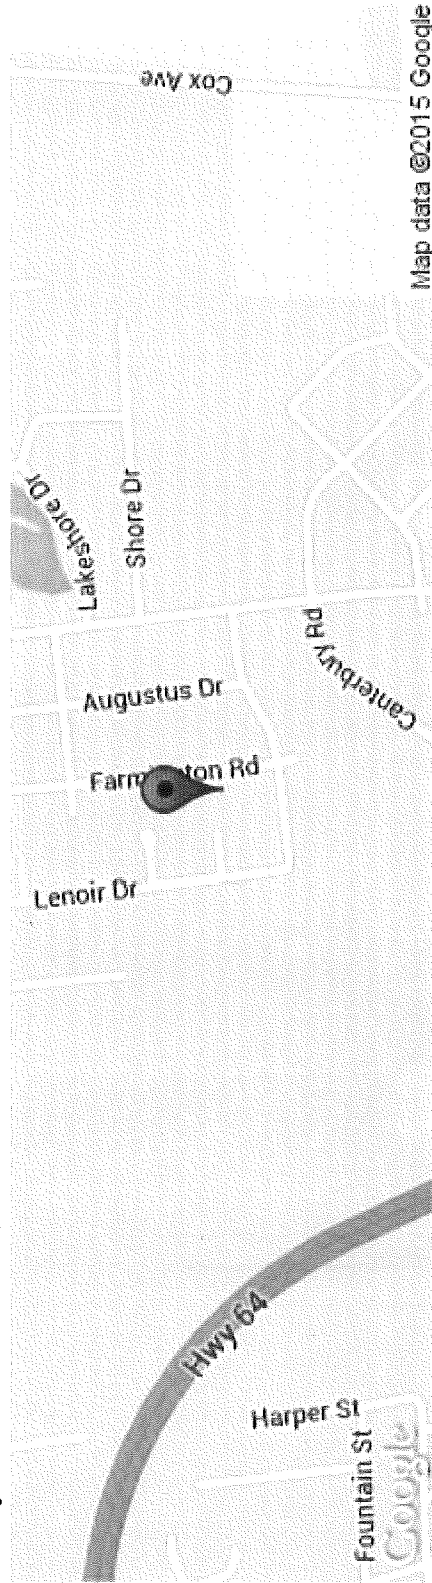 Cox Ave
Map data ©2015 Google
Lakeshore Dr
Shore Dr
Augustus Dr
Canterbury Rd
Farm ton Rd
Lenoir Dr
Hwy 64
Harper St
Fountain St
Google